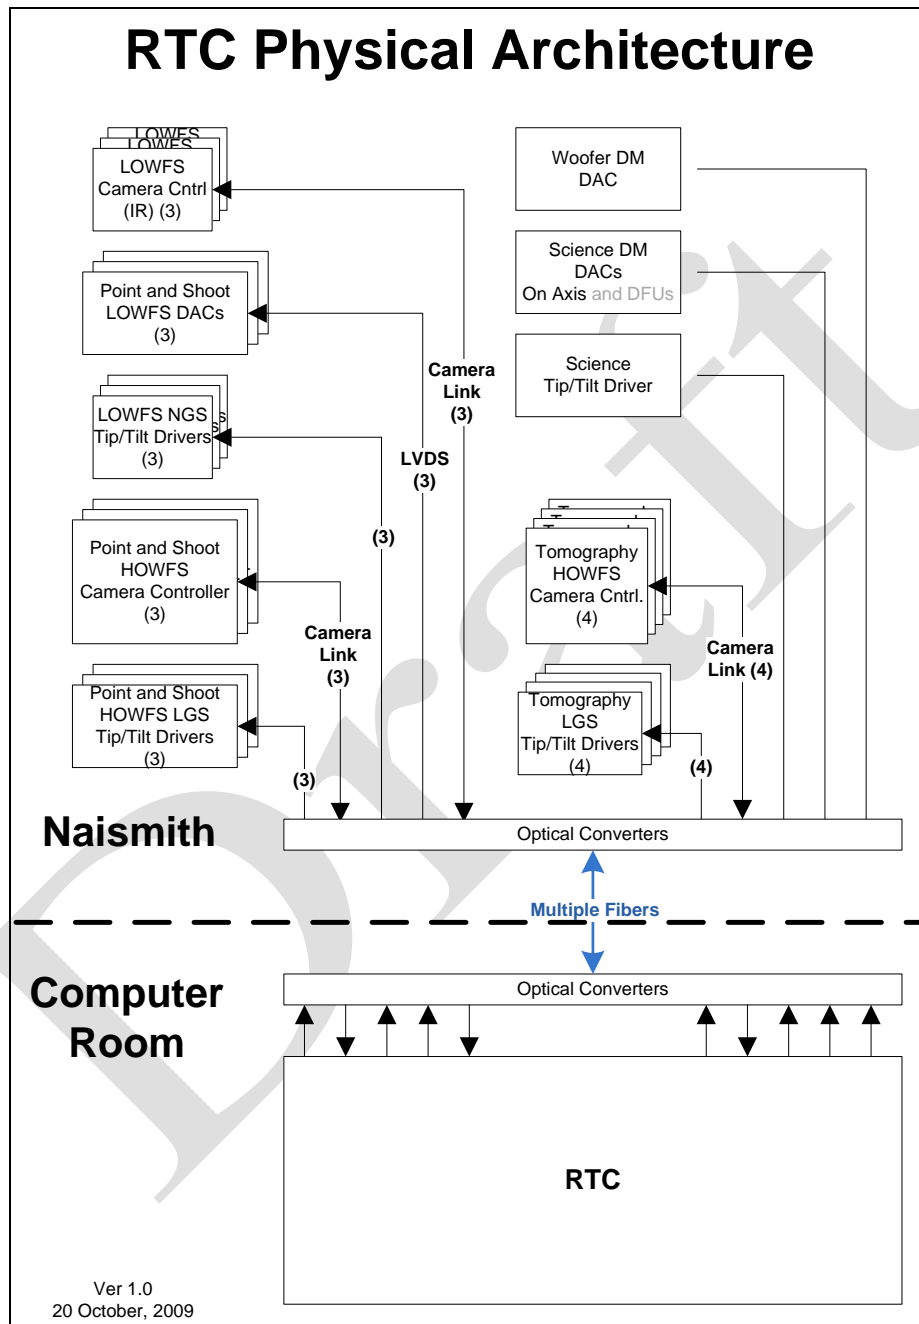 RTC Physical Architecture
LOWFS
LOWFS
LOWFS
Camera Cntrl
(IR) (3)
Point and Shoot
LOWFS DACs
(3)
LOWFS NGS
Tip/Tilt Drivers
(3)
Point and Shoot
HOWFS
Camera Controller
(3)
Point and Shoot
HOWFS LGS
Tip/Tilt Drivers
(3)
Camera
Link
(3)
LVDS
(3)
(3)
Camera
Link
(3)
(3)
Woofer DM
DAC
Science DM
DACs
On Axis and DFUs
Science
Tip/Tilt Driver
Tomography
HOWFS
Camera Cntrl.
(4)
Camera
Link (4)
Tomography
LGS
Tip/Tilt Drivers
(4)
(4)
Naismith
Optical Converters
Multiple Fibers
Computer
Room
Optical Converters
RTC
Ver 1.0
20 October, 2009
Draft